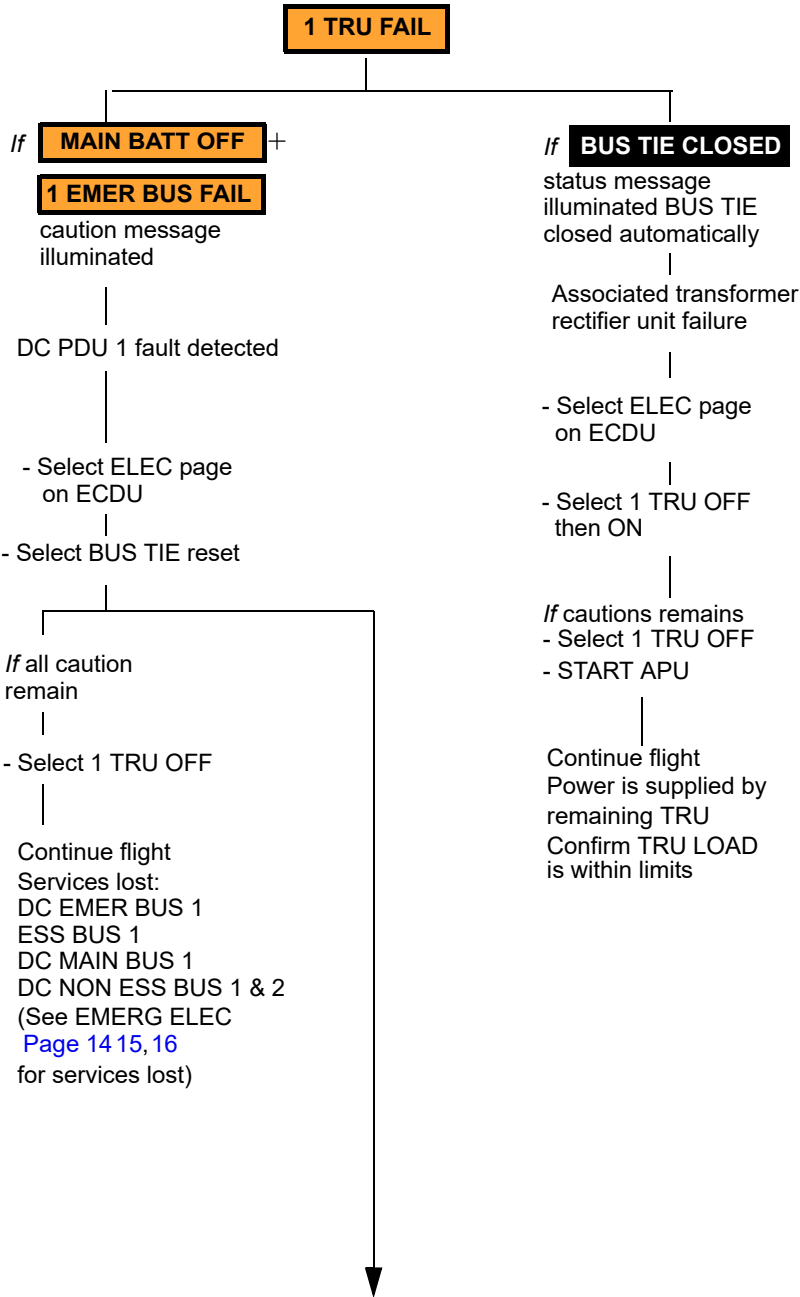 1 TRU FAIL
If MAIN BATT OFF +
1 EMER BUS FAIL
caution message
illuminated
DC PDU 1 fault detected
- Select ELEC page
on ECDU
- Select BUS TIE reset
If all caution
remain
- Select 1 TRU OFF
Continue flight
Services lost:
DC EMER BUS 1
ESS BUS 1
DC MAIN BUS 1
DC NON ESS BUS 1 & 2
(See EMERG ELEC
Page 14 15, 16
for services lost)
If BUS TIE CLOSED
status message
illuminated BUS TIE
closed automatically
Associated transformer
rectifier unit failure
- Select ELEC page
on ECDU
- Select 1 TRU OFF
then ON
If cautions remains
- Select 1 TRU OFF
- START APU
Continue flight
Power is supplied by
remaining TRU
Confirm TRU LOAD
is within limits